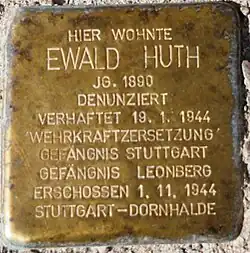 HIER WOHNTE
EWALD HUTH
JG. 1890
DENUNZIERT
VERHAFTET 19. 1. 1944
'WEHRKRAFTZERSETZUNG'
GEFÄNGNIS STUTTGART
GEFÄNGNIS LEONBERG
ERSCHOSSEN 1. 11. 1944
STUTTGART-DORNHALDE